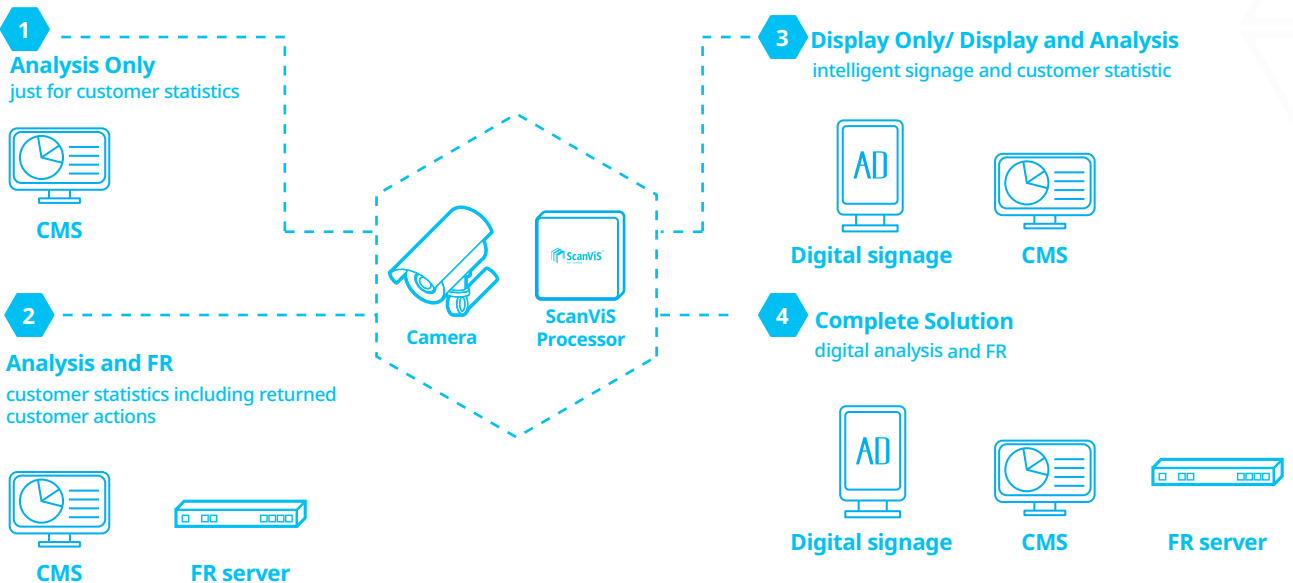 1
Analysis Only
just for customer statistics
CMS
2
Analysis and FR
customer statistics including returned
customer actions
CMS
FR server
ScanViS
Camera
ScanViS
Processor
3
Display Only/ Display and Analysis
intelligent signage and customer statistic
AD
Digital signage
CMS
4
Complete Solution
digital analysis and FR
AD
Digital signage
CMS
FR server